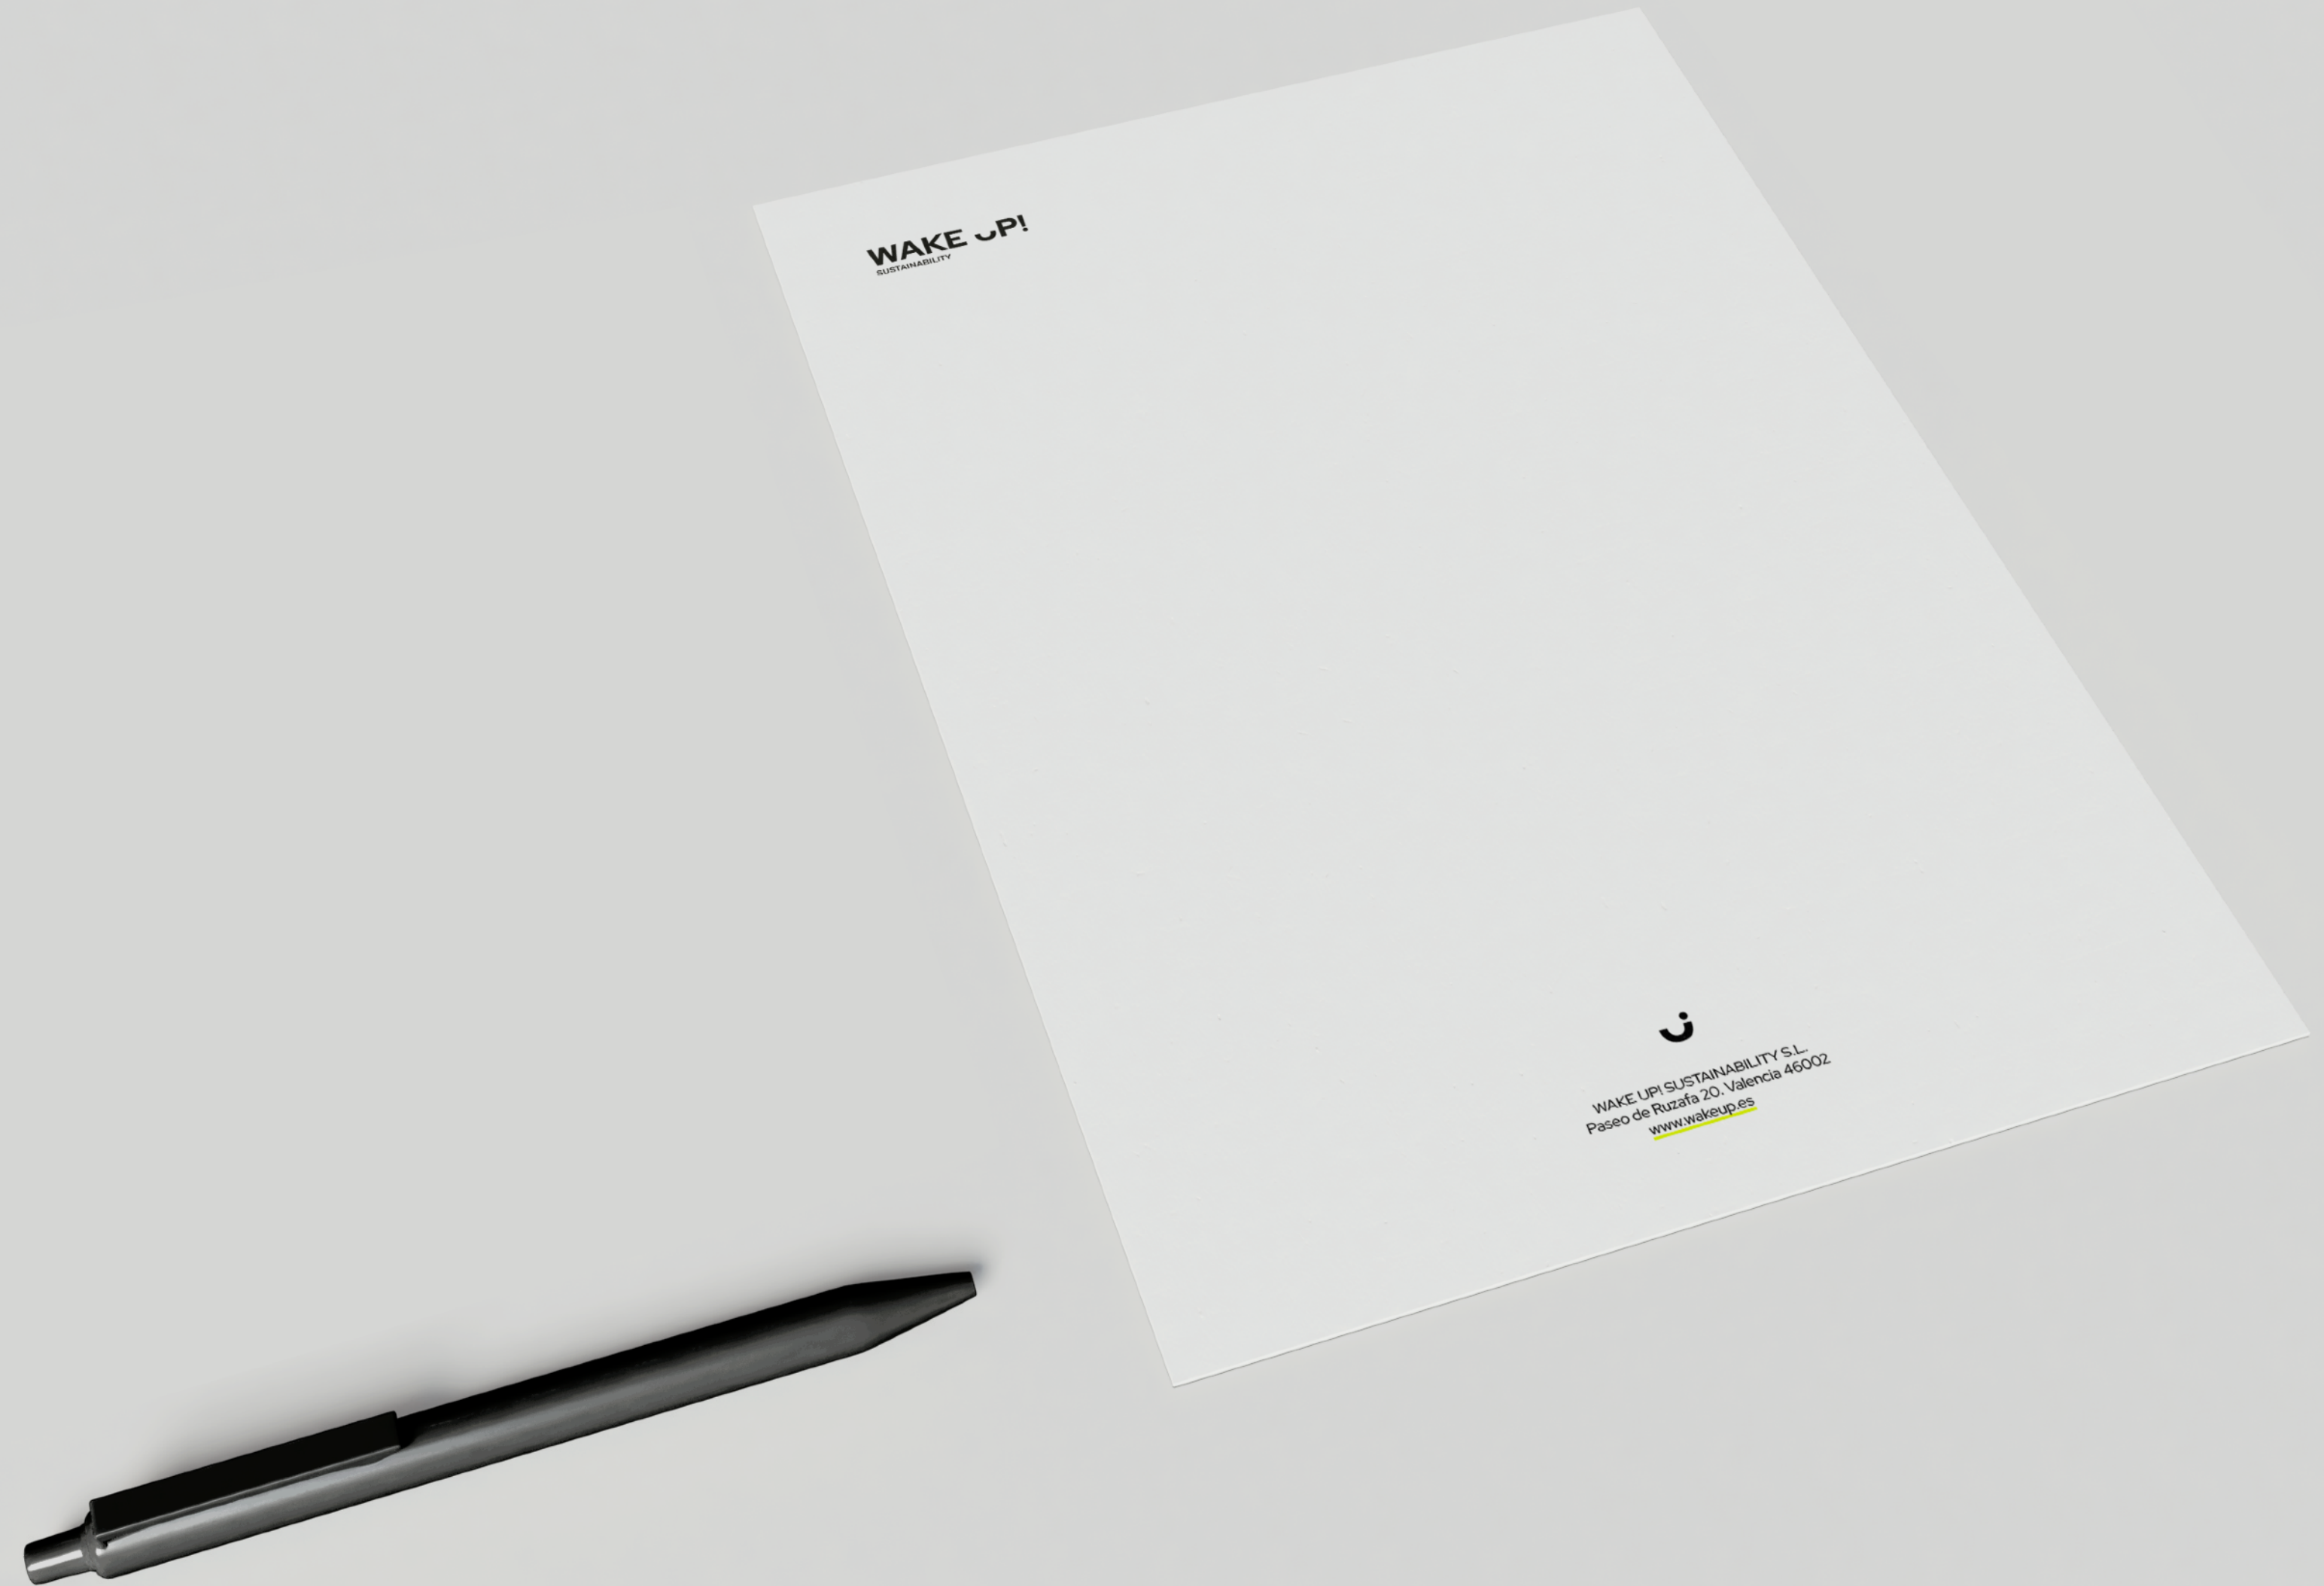 WAKE UP!
SUSTAINABILITY
WAKE UP! SUSTAINABILITY S.L.
Paseo de Ruzafa 20, Valencia 46002
www.wakeup.es